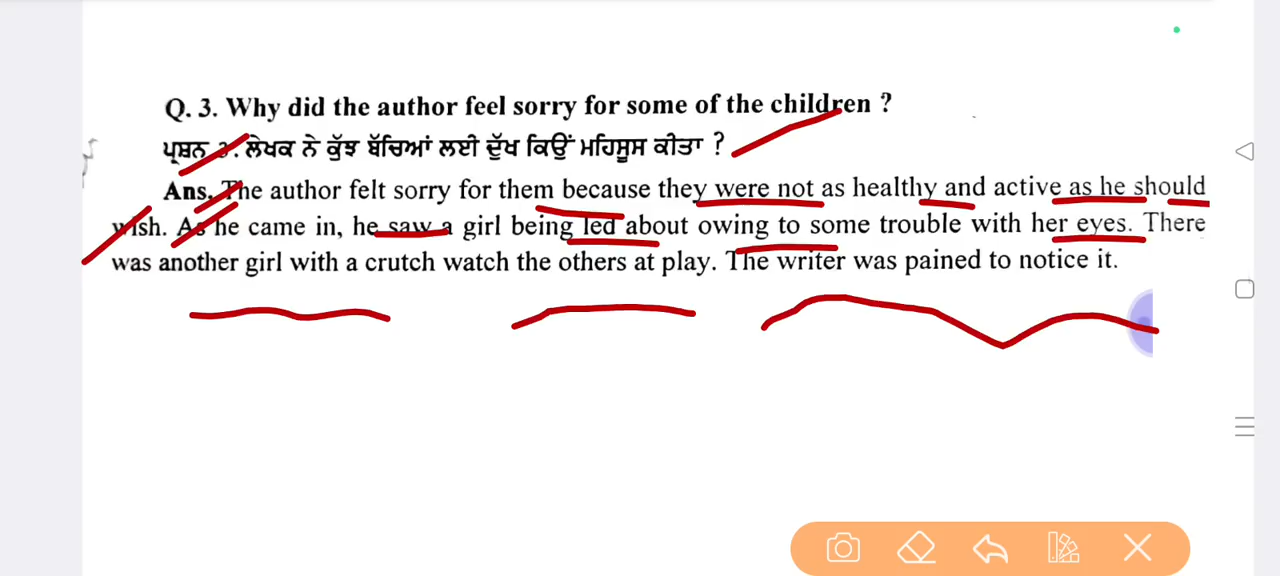 Q. 3. Why did the author feel sorry for some of the children ?
ਪ੍ਰਸ਼ਨ 3. ਲੇਖਕ ਨੇ ਕੁੱਝ ਬੱਚਿਆਂ ਲਈ ਦੁੱਖ ਕਿਉਂ ਮਹਿਸੂਸ ਕੀਤਾ ?
Ans. The author felt sorry for them because they were not as healthy and active as he should
wish. As he came in, he saw a girl being led about owing to some trouble with her eyes. There
was another girl with a crutch watch the others at play. The writer was pained to notice it.